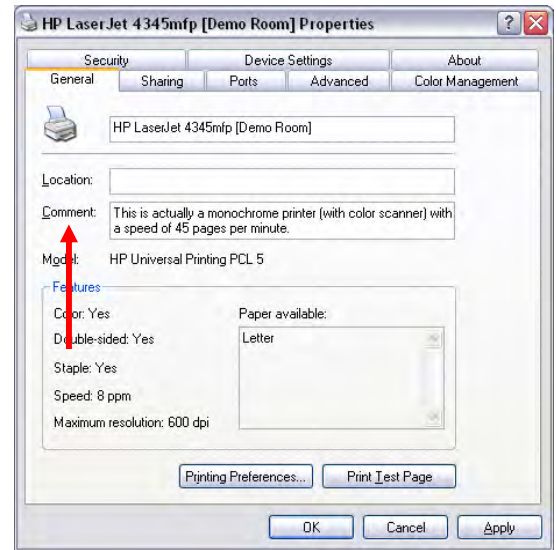 HP LaserJet 4345mfp [Demo Room] Properties
Security Device Settings About
General Sharing Ports Advanced Color Management
HP LaserJet 4345mfp [Demo Room]
Location:
Comment: This is actually a monochrome printer (with color scanner) with
a speed of 45 pages per minute.
Model: HP Universal Printing PCL 5
Features
Color: Yes Paper available:
Double-sided: Yes Letter
Staple: Yes
Speed: 8 ppm
Maximum resolution: 600 dpi
Printing Preferences... Print Test Page
OK Cancel Apply